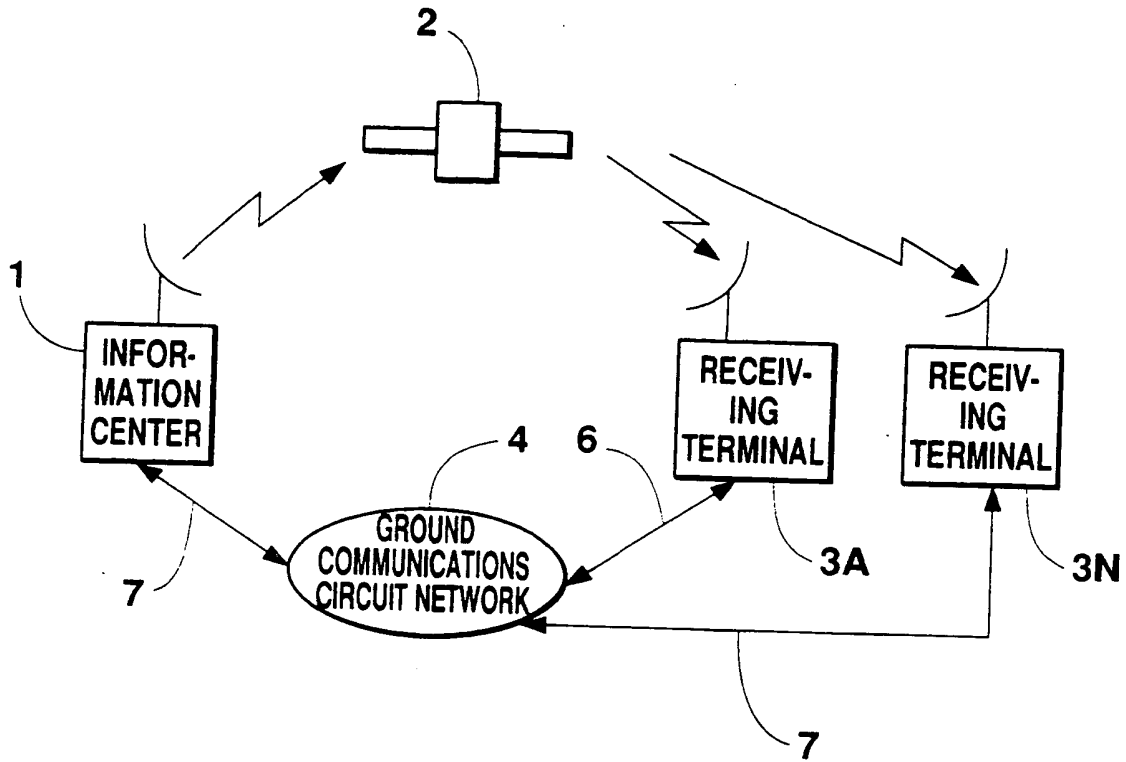 2
1
INFOR-
MATION
CENTER
RECEIV-
ING
TERMINAL
RECEIV-
ING
TERMINAL
4
6
GROUND
COMMUNICATIONS
CIRCUIT NETWORK
7
3A
3N
7